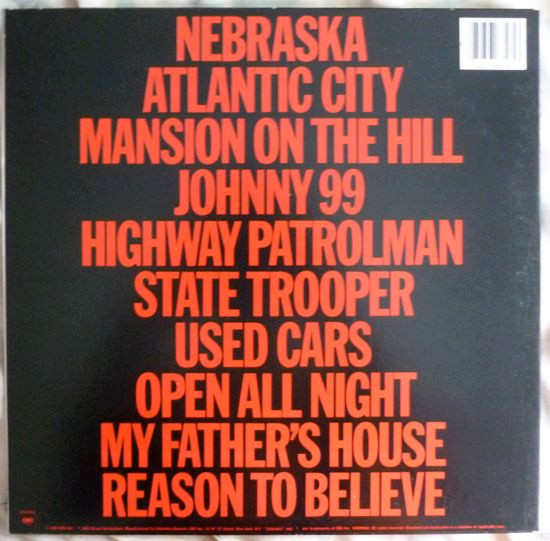 NEBRASKA
ATLANTIC CITY
MANSION ON THE HILL
JOHNNY 99
HIGHWAY PATROLMAN
STATE TROOPER
USED CARS
OPEN ALL NIGHT
MY FATHER'S HOUSE
REASON TO BELIEVE